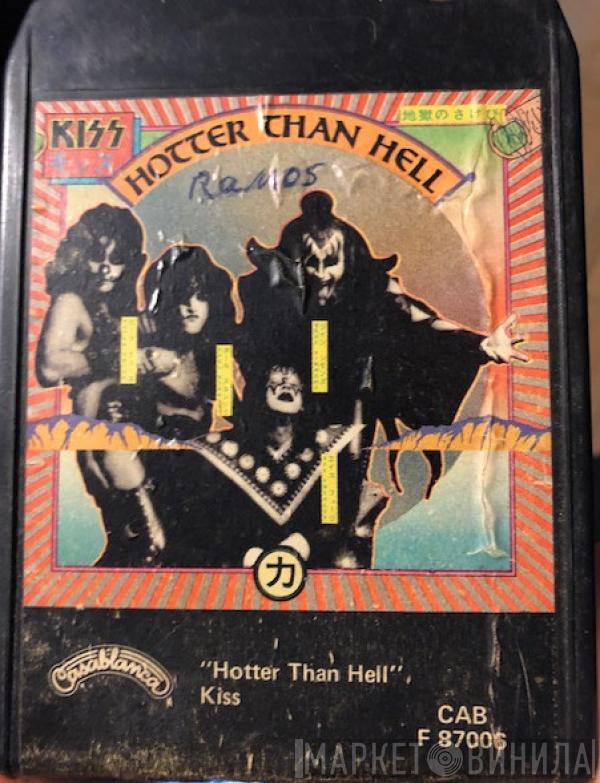 KISS
キッス
HOTTER THAN HELL
地獄のさけび
Ramos
力
Casablanca
"Hotter Than Hell"
Kiss
CAB
F 87006
МАРКЕТ ВИНИЛА